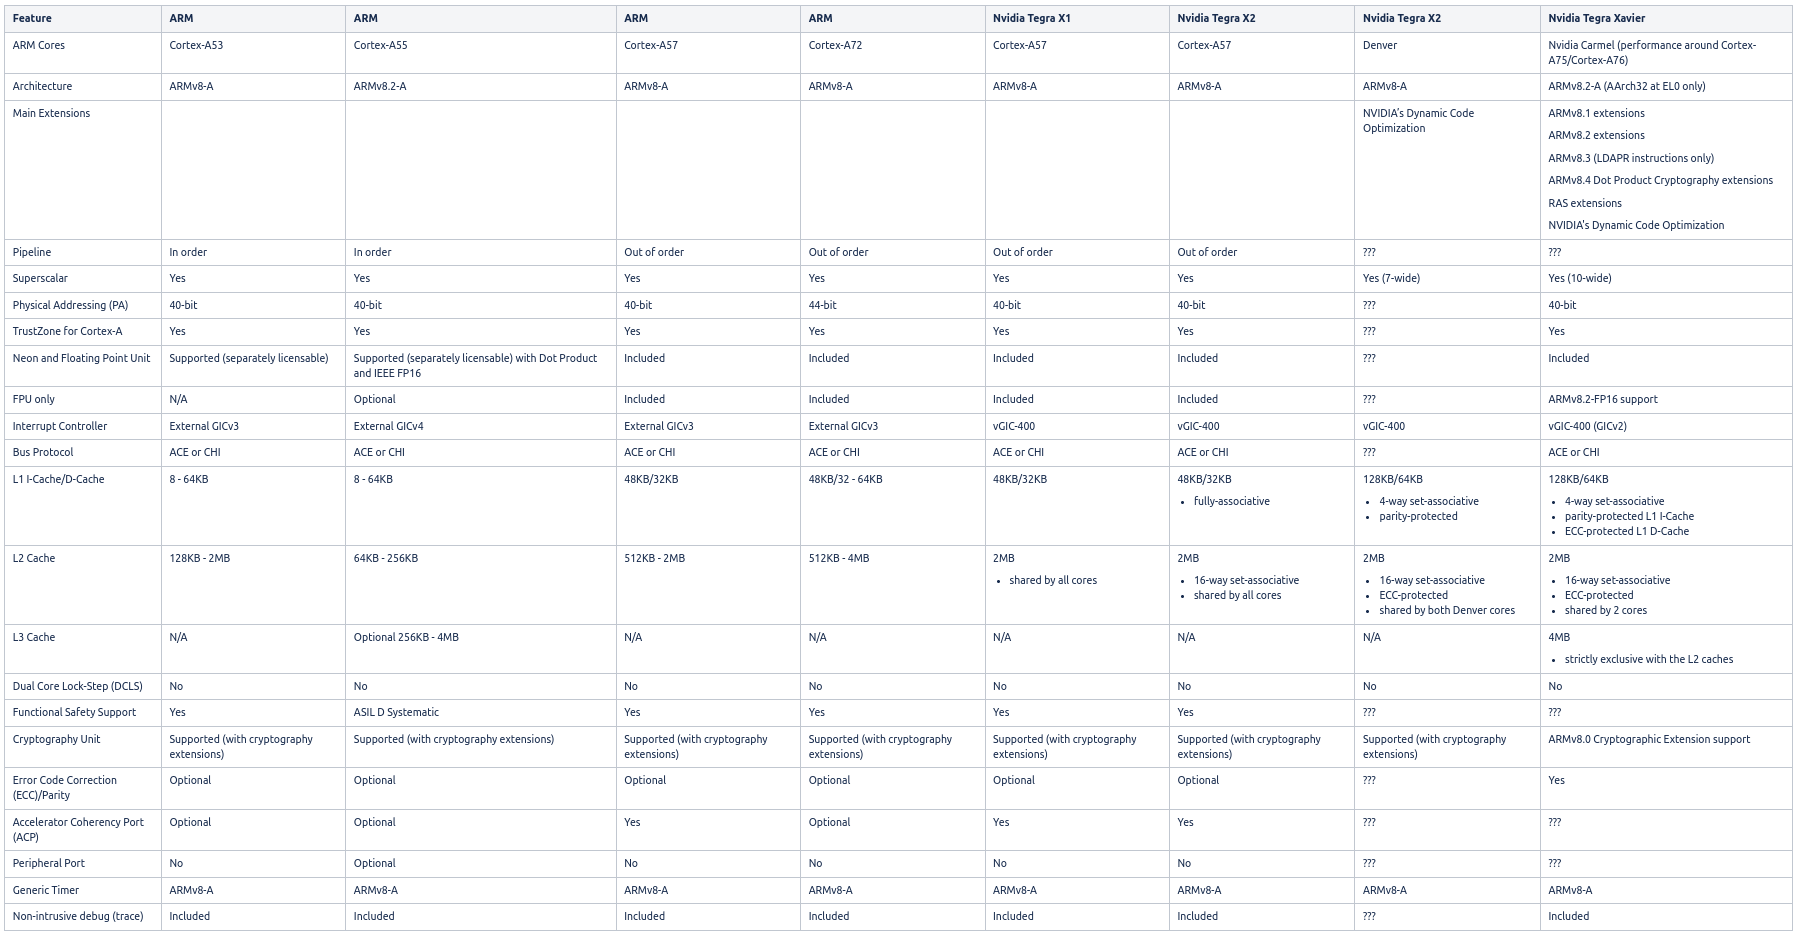 Feature ARM ARM ARM ARM Nvidia Tegra X1 Nvidia Tegra X2 Nvidia Tegra X2 Nvidia Tegra Xavier
ARM Cores Cortex-A53 Cortex-A55 Cortex-A57 Cortex-A72 Cortex-A57 Cortex-A57 Denver Nvidia Carmel (performance around Cortex-
A75/Cortex-A76)
Architecture ARMv8-A ARMv8.2-A ARMv8-A ARMv8-A ARMv8-A ARMv8-A ARMv8-A ARMv8.2-A (AArch32 at EL0 only)
Main Extensions NVIDIA's Dynamic Code ARMv8.1 extensions
Optimization
ARMv8.2 extensions
ARMv8.3 (LDAPR instructions only)
ARMv8.4 Dot Product Cryptography extensions
RAS extensions
NVIDIA's Dynamic Code Optimization
Pipeline In order In order Out of order Out of order Out of order Out of order ??? ???
Superscalar Yes Yes Yes Yes Yes Yes Yes (7-wide) Yes (10-wide)
Physical Addressing (PA) 40-bit 40-bit 40-bit 44-bit 40-bit 40-bit ??? 40-bit
TrustZone for Cortex-A Yes Yes Yes Yes Yes Yes ??? Yes
Neon and Floating Point Unit Supported (separately licensable) Supported (separately licensable) with Dot Product Included Included Included Included ??? Included
and IEEE FP16
FPU only N/A Optional Included Included Included Included ??? ARMv8.2-FP16 support
Interrupt Controller External GICv3 External GICv4 External GICv3 External GICv3 vGIC-400 vGIC-400 vGIC-400 vGIC-400 (GICv2)
Bus Protocol ACE or CHI ACE or CHI ACE or CHI ACE or CHI ACE or CHI ACE or CHI ??? ACE or CHI
L1 I-Cache/D-Cache 8 - 64KB 8 - 64KB 48KB/32KB 48KB/32 - 64KB 48KB/32KB 48KB/32KB 128KB/64KB 128KB/64KB
• fully-associative • 4-way set-associative • 4-way set-associative
• parity-protected • parity-protected L1 I-Cache
• ECC-protected L1 D-Cache
L2 Cache 128KB - 2MB 64KB - 256KB 512KB - 2MB 512KB - 4MB 2MB 2MB 2MB 2MB
• shared by all cores • 16-way set-associative • 16-way set-associative • 16-way set-associative
• shared by all cores • ECC-protected • ECC-protected
• shared by both Denver cores • shared by 2 cores
L3 Cache N/A Optional 256KB - 4MB N/A N/A N/A N/A N/A 4MB
• strictly exclusive with the L2 caches
Dual Core Lock-Step (DCLS) No No No No No No No No
Functional Safety Support Yes ASIL D Systematic Yes Yes Yes Yes ??? ???
Cryptography Unit Supported (with cryptography Supported (with cryptography extensions) Supported (with cryptography Supported (with cryptography Supported (with cryptography Supported (with cryptography Supported (with cryptography ARMv8.0 Cryptographic Extension support
extensions) extensions) extensions) extensions) extensions) extensions)
Error Code Correction Optional Optional Optional Optional Optional Optional ??? Yes
(ECC)/Parity
Accelerator Coherency Port Optional Optional Yes Optional Yes Yes ??? ???
(ACP)
Peripheral Port No Optional No No No No ??? ???
Generic Timer ARMv8-A ARMv8-A ARMv8-A ARMv8-A ARMv8-A ARMv8-A ARMv8-A ARMv8-A
Non-intrusive debug (trace) Included Included Included Included Included Included ??? Included